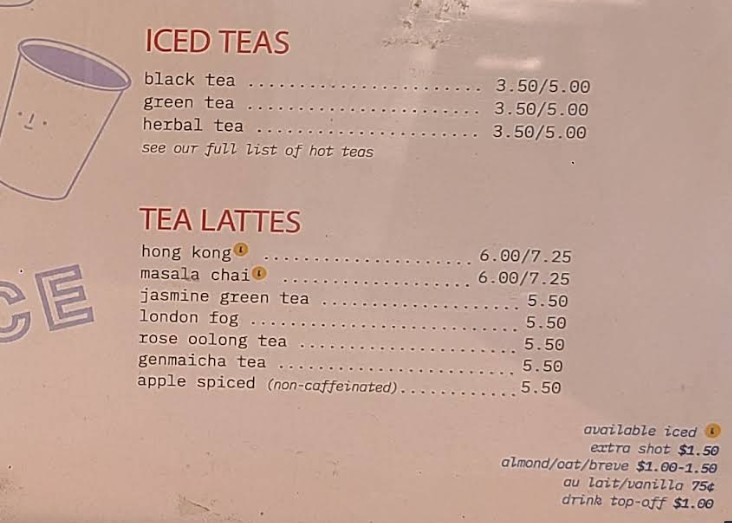 ICED TEAS
black tea ........................ 3.50/5.00
green tea ........................ 3.50/5.00
herbal tea ....................... 3.50/5.00
see our full list of hot teas
TEA LATTES
hong kong ..................... 6.00/7.25
masala chai ................... 6.00/7.25
jasmine green tea .................. 5.50
london fog ........................ 5.50
rose oolong tea .................... 5.50
genmaicha tea ..................... 5.50
apple spiced (non-caffeinated)............ 5.50
CE
available iced
extra shot $1.50
almond/oat/breve $1.00-1.50
au lait/vanilla 75¢
drink top-off $1.00